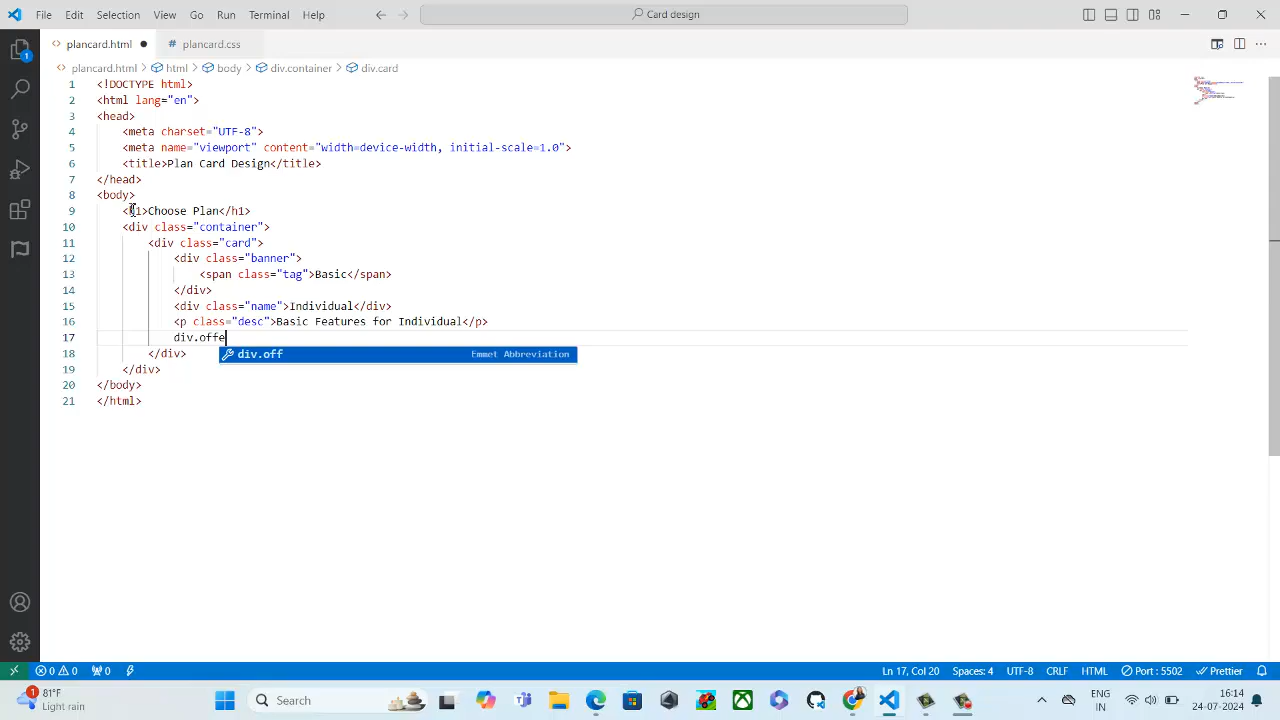 File Edit Selection View Go Run Terminal Help Card design
plancard.html plancard.css
plancard.html > html > body > div.container > div.card
1 <!DOCTYPE html>
2 <html lang="en">
3 <head>
4 <meta charset="UTF-8">
5 <meta name="viewport" content="width=device-width, initial-scale=1.0">
6 <title>Plan Card Design</title>
7 </head>
8 <body>
9 <h1>Choose Plan</h1>
10 <div class="container">
11 <div class="card">
12 <div class="banner">
13 <span class="tag">Basic</span>
14 </div>
15 <div class="name">Individual</div>
16 <p class="desc">Basic Features for Individual</p>
17 div.offe
div.off Emmet Abbreviation
18 </div>
19 </div>
20 </body>
21 </html>
1
0 0 0 Ln 17, Col 20 Spaces: 4 UTF-8 CRLF HTML Port : 5502 Prettier
1 81°F Search ENG 16:14
Light rain IN 24-07-2024